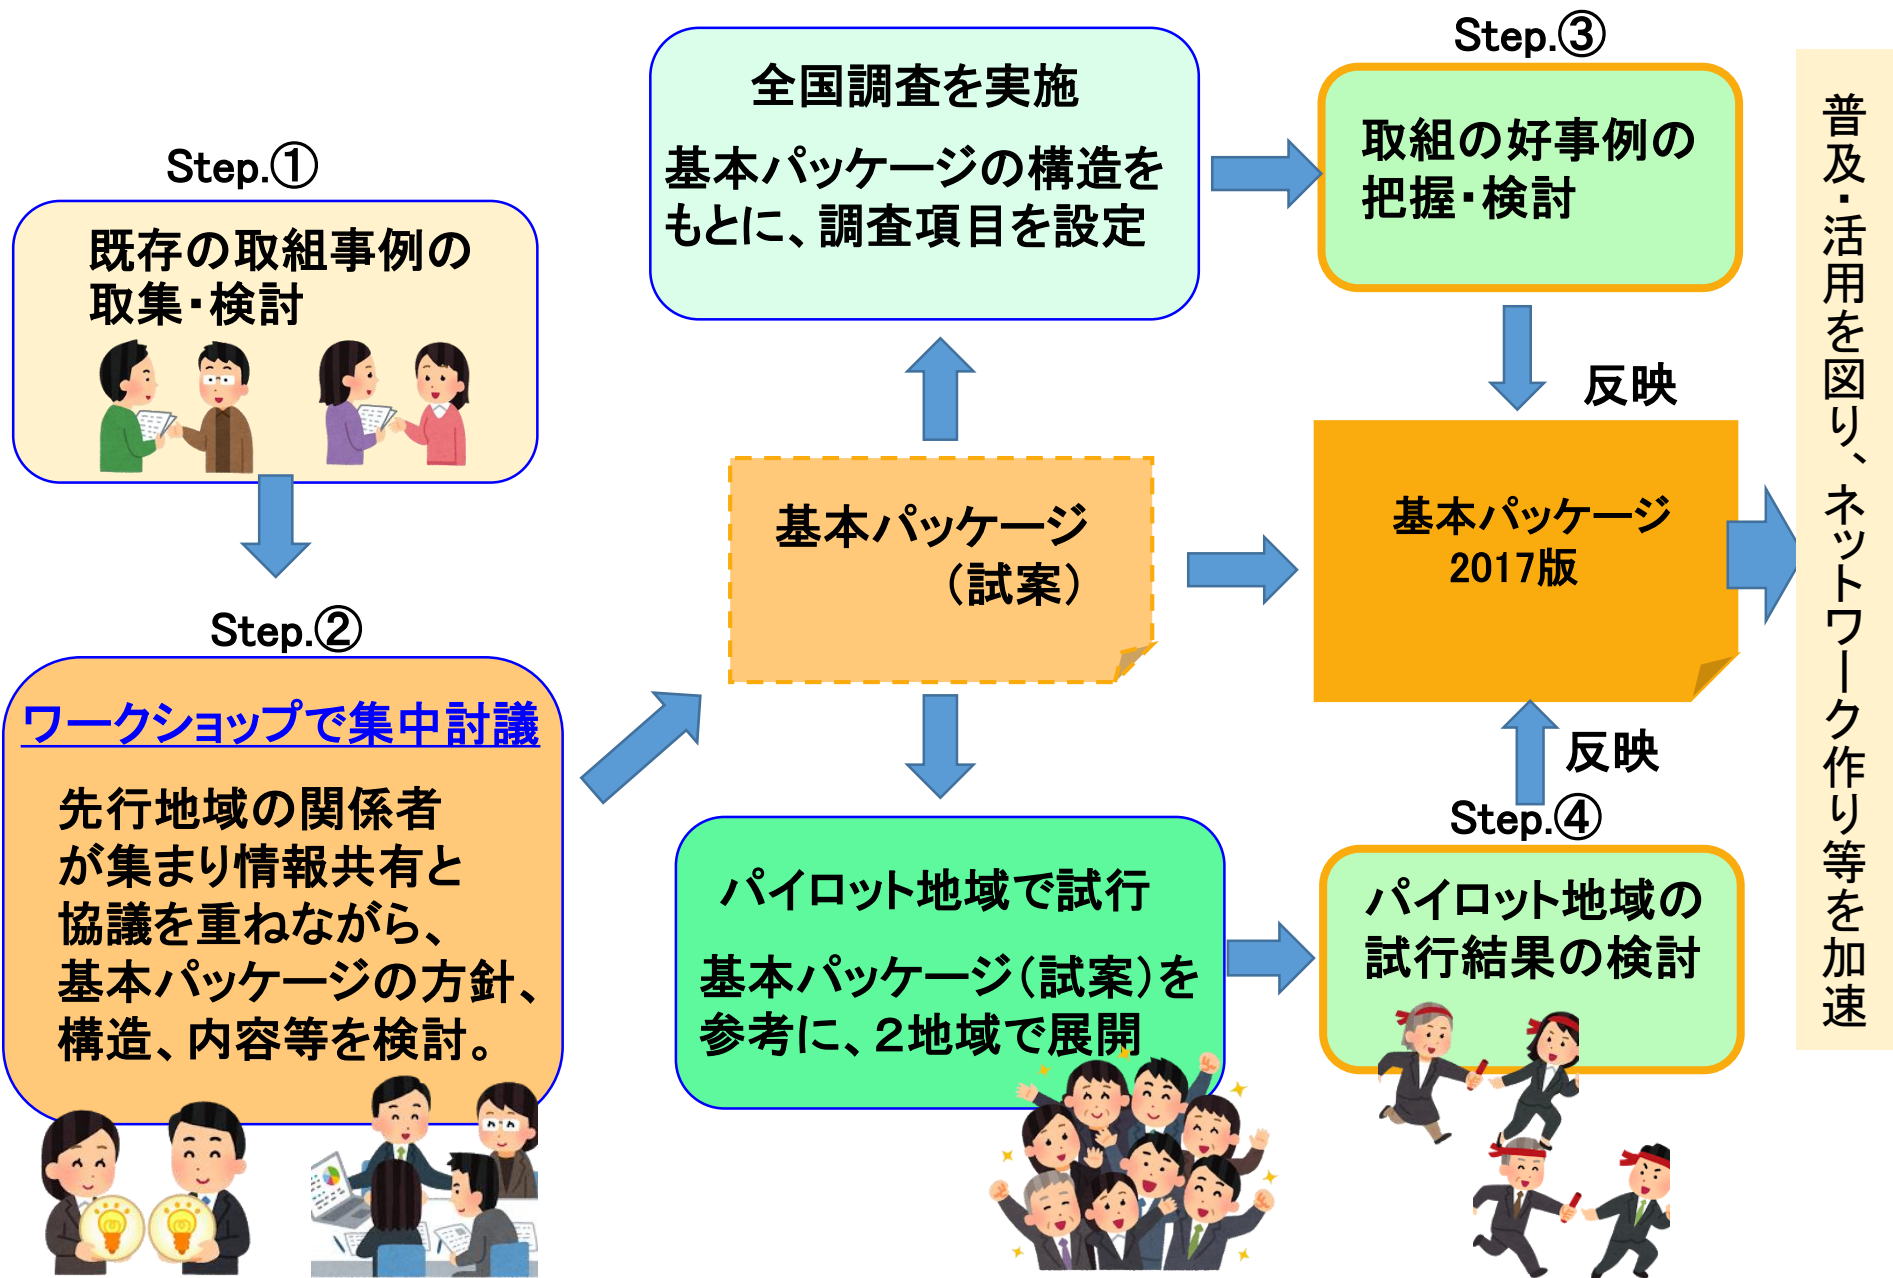 Step.①
既存の取組事例の
取集・検討
Step.②
ワークショップで集中討議
先行地域の関係者
が集まり情報共有と
協議を重ねながら、
基本パッケージの方針、
構造、内容等を検討。
全国調査を実施
基本パッケージの構造を
もとに、調査項目を設定
基本パッケージ
（試案）
パイロット地域で試行
基本パッケージ（試案）を
参考に、２地域で展開
Step.③
取組の好事例の
把握・検討
反映
基本パッケージ
2017版
反映
Step.④
パイロット地域の
試行結果の検討
普及・活用を図り、ネットワーク作り等を加速